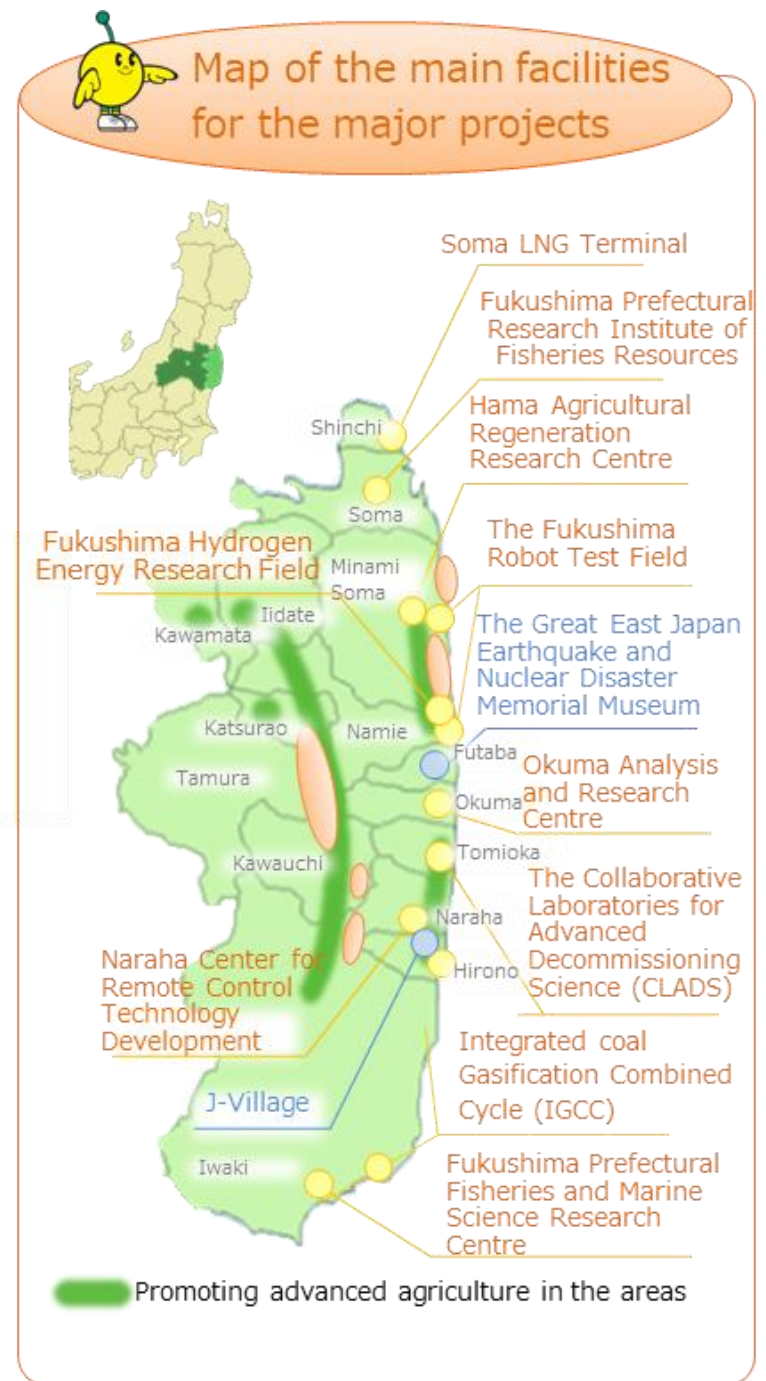 Map of the main facilities
for the major projects
Soma LNG Terminal
Fukushima Prefectural
Research Institute of
Fisheries Resources
Hama Agricultural
Regeneration
Research Centre
Shinchi
Soma
The Fukushima
Robot Test Field
Fukushima Hydrogen
Energy Research Field
Minami
Soma
Iidate
Kawamata
The Great East Japan
Earthquake and
Nuclear Disaster
Memorial Museum
Katsurao
Namie
Futaba
Tamura
Okuma Analysis
and Research
Centre
Okuma
Tomioka
Kawauchi
The Collaborative
Laboratories for
Advanced
Decommissioning
Science (CLADS)
Naraha
Hirono
Naraha Center for
Remote Control
Technology
Development
Integrated coal
Gasification Combined
Cycle (IGCC)
J-Village
Iwaki
Fukushima Prefectural
Fisheries and Marine
Science Research
Centre
Promoting advanced agriculture in the areas